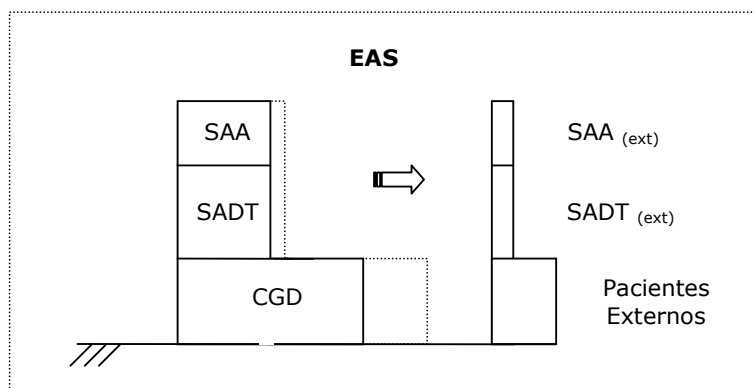 EAS
SAA
SAA (ext)
SADT
SADT (ext)
CGD
Pacientes
Externos